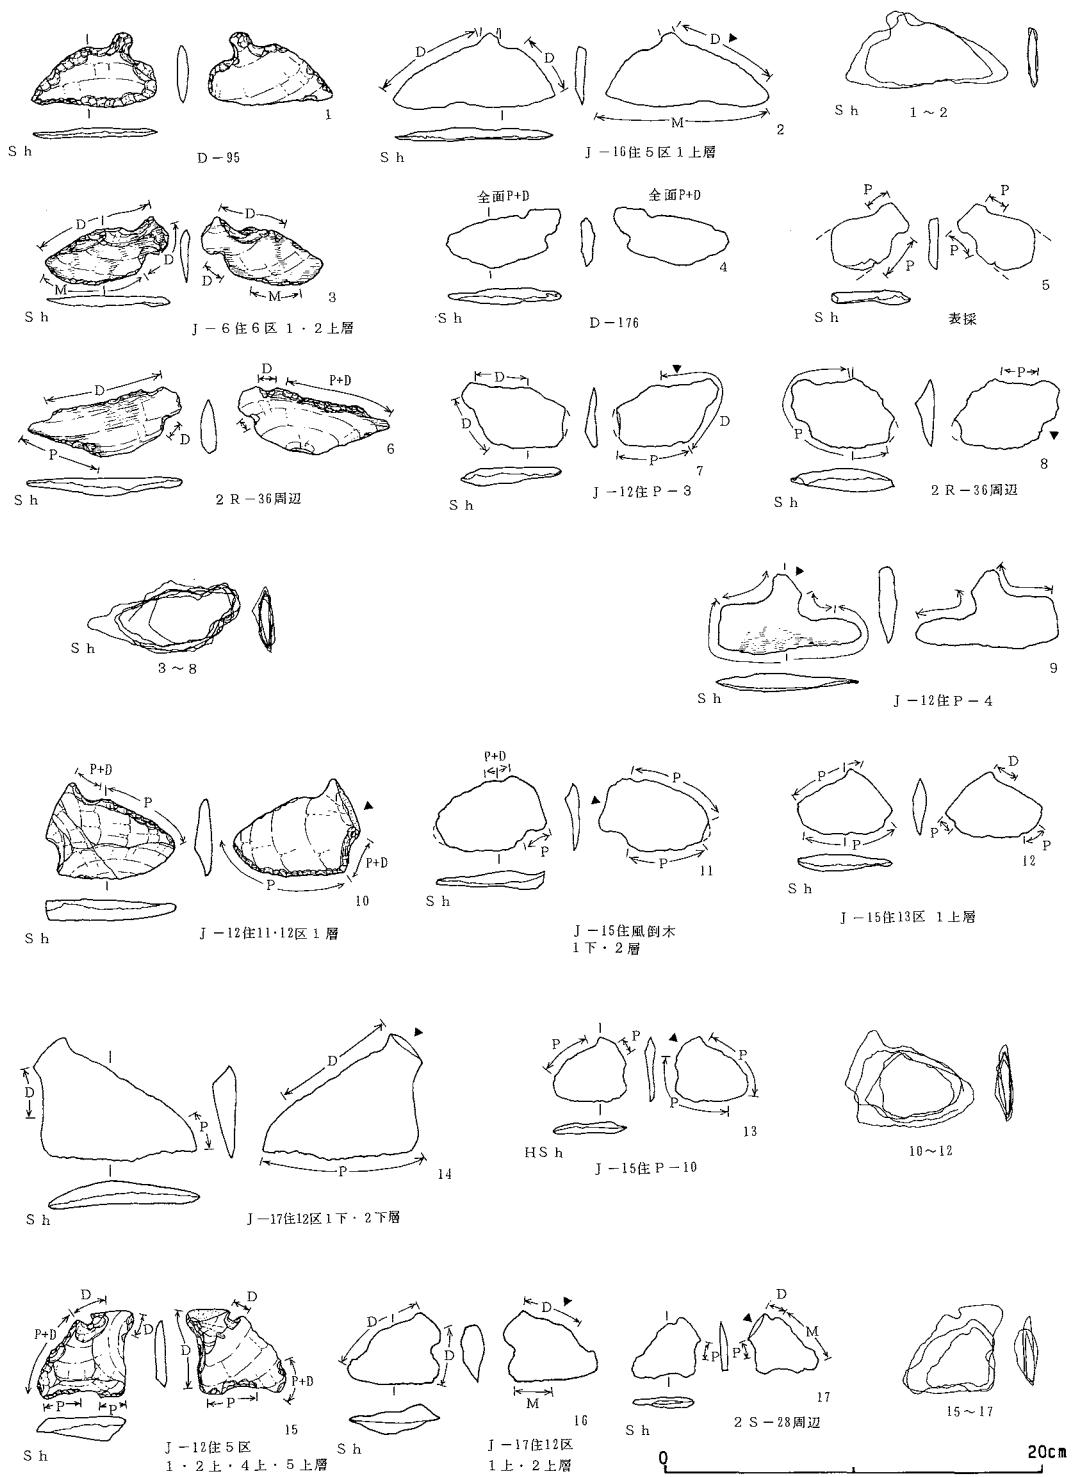 1
Sh
D-95
D
D
D
M
2
Sh
J-16住5区1上層
Sh
1~2
D
D
M
D
D
M
3
Sh
J-6住6区 1・2上層
全面P+D
全面P+D
4
Sh
D-176
P
P
P
P
5
Sh
表採
D
P
D
D
P+D
6
Sh
2R-36周辺
D
D
D
P
7
Sh
J-12住P-3
P
P
8
Sh
2R-36周辺
Sh
3~8
9
Sh
J-12住P-4
P+D
P
P
P+D
10
Sh
J-12住11・12区1層
P+D
P
P
P
11
Sh
J-15住風倒木
1下・2層
P
P
D
P
P
12
Sh
J-15住13区 1上層
D
P
D
P
14
Sh
J-17住12区1下・2下層
P
P
P
P
13
HSh
J-15住P-10
10~12
D
P+D
D
P
P
D
D
P
P+D
15
Sh
J-12住5区
1・2上・4上・5上層
D
D
D
M
16
Sh
J-17住12区
1上・2上層
P
D
M
P
17
Sh
2S-28周辺
15~17
0
20cm